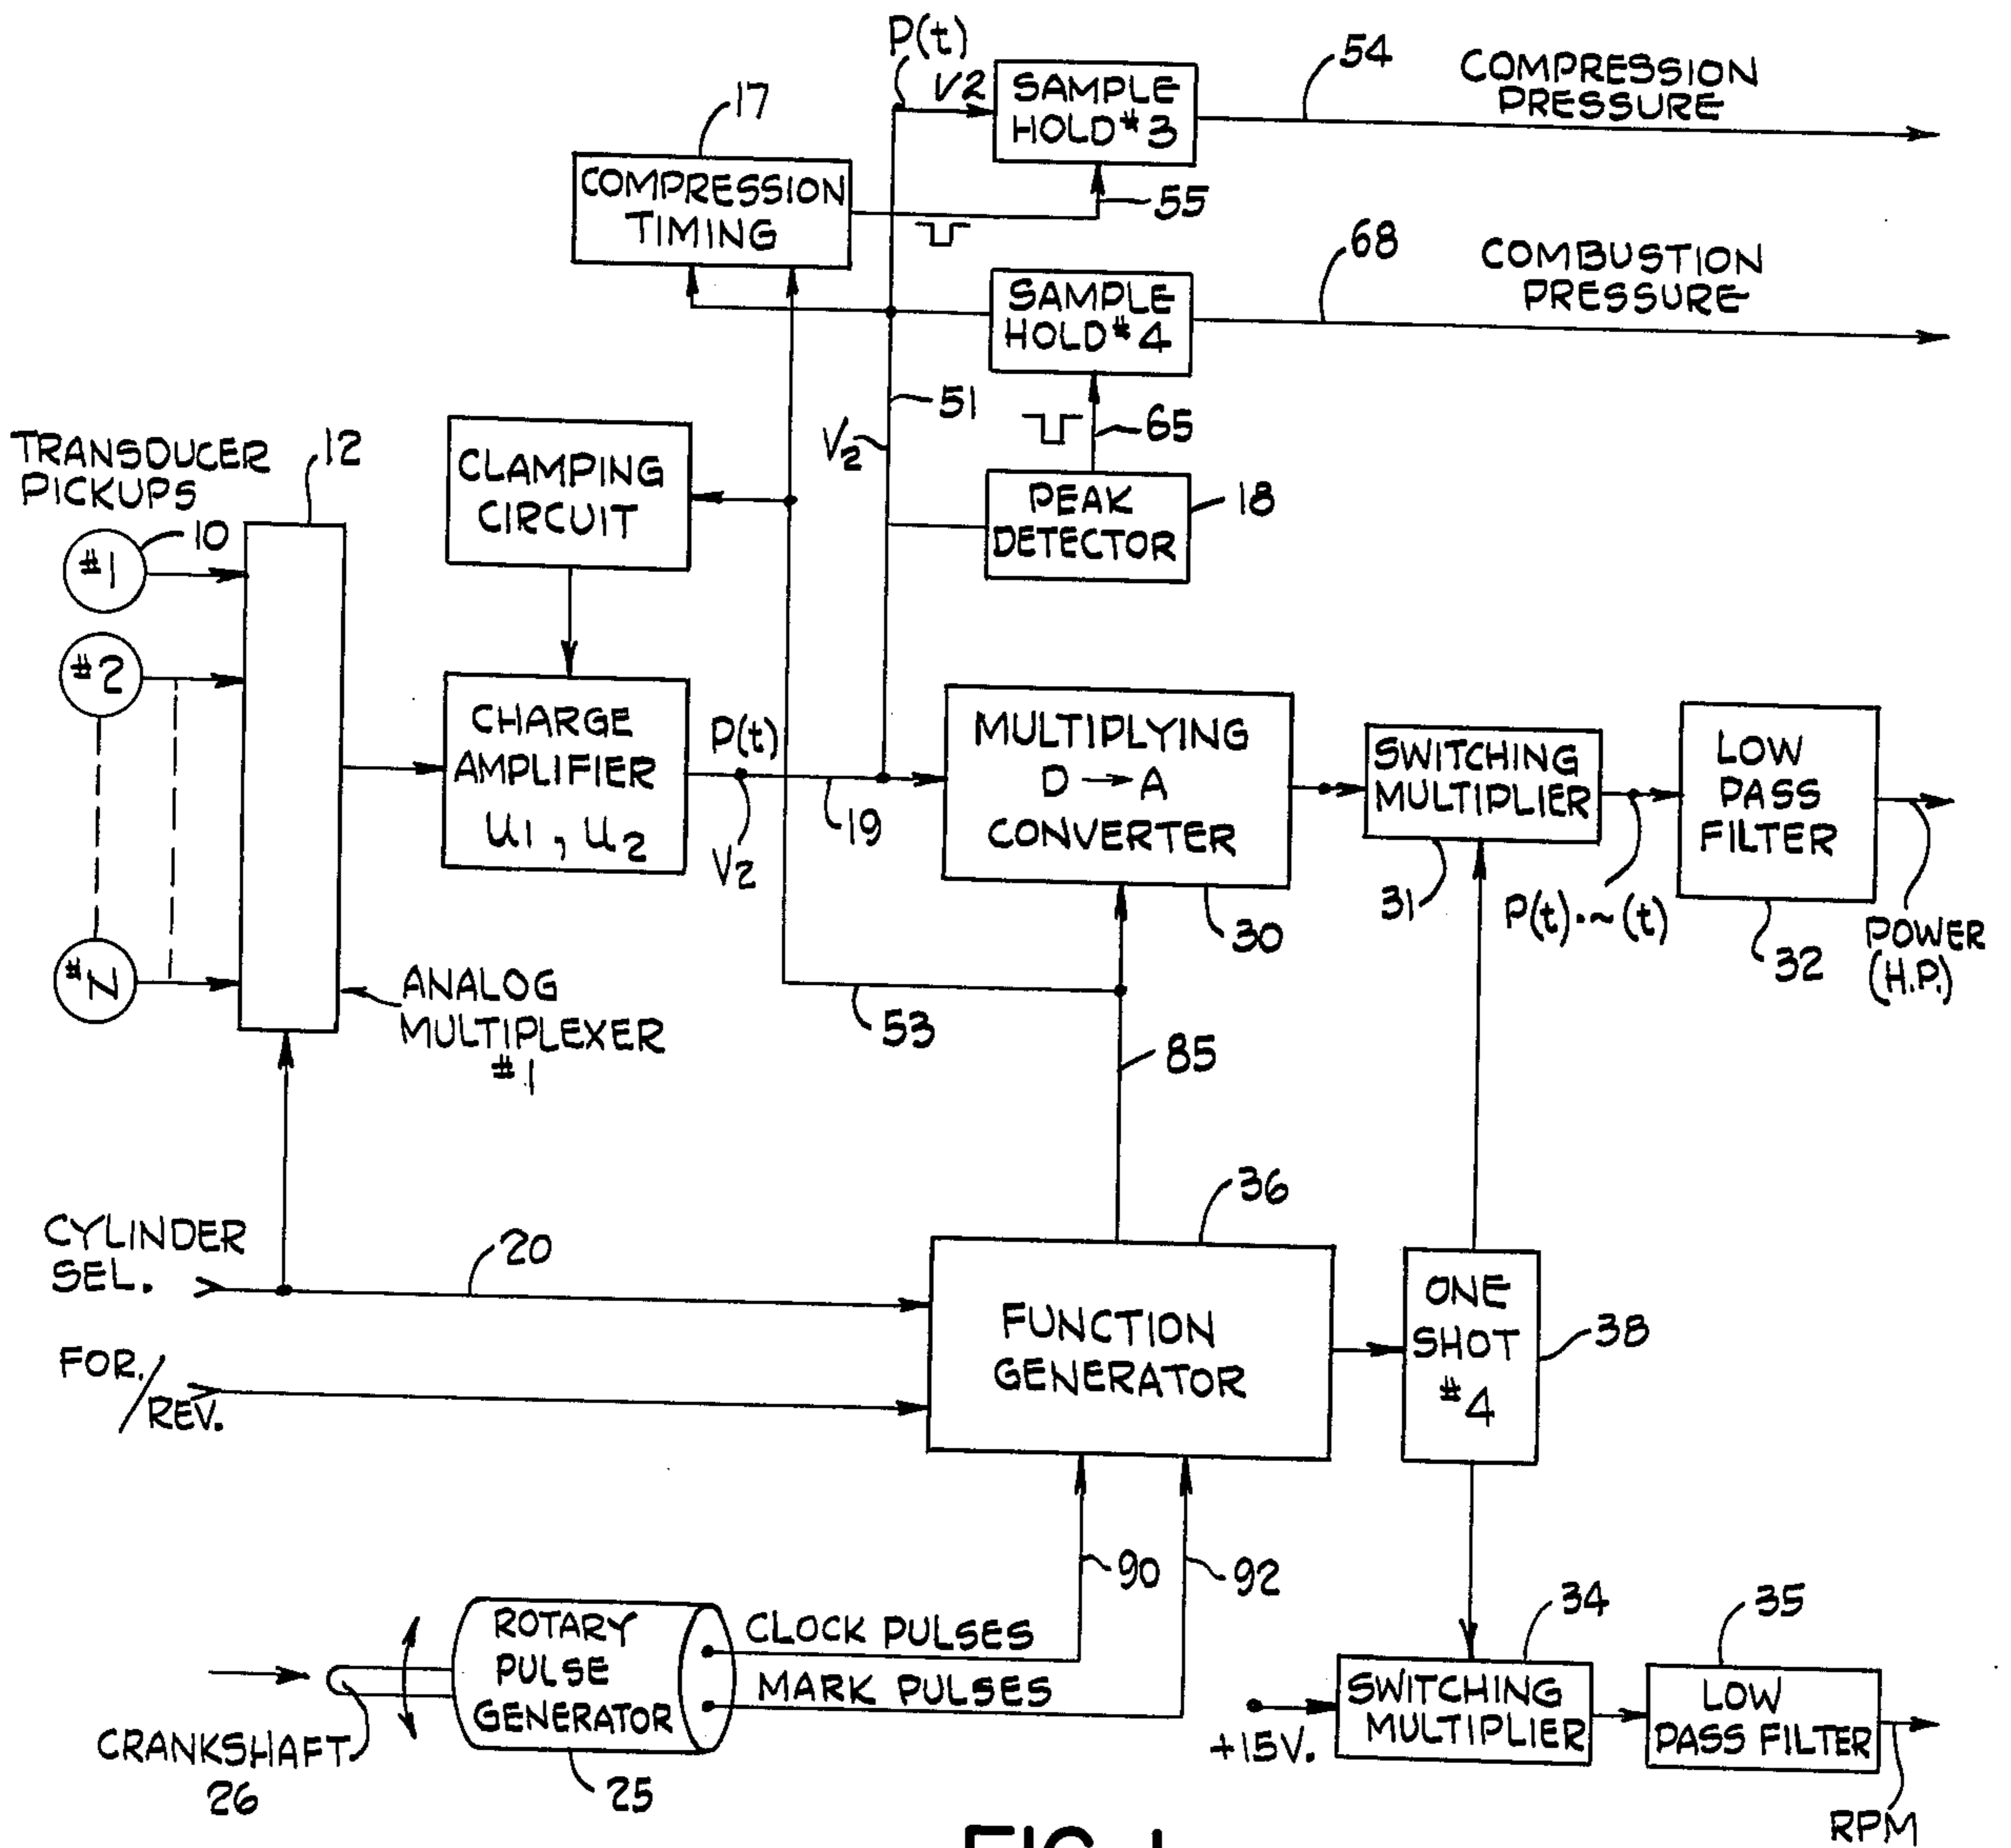 P(t)
V2
SAMPLE
HOLD #3
54
COMPRESSION
PRESSURE
17
COMPRESSION
TIMING
55
68
COMBUSTION
PRESSURE
SAMPLE
HOLD #4
51
V2
65
PEAK
DETECTOR
18
TRANSDUCER
PICKUPS
12
10
#1
#2
#N
CLAMPING
CIRCUIT
CHARGE
AMPLIFIER
U1, U2
P(t)
V2
19
MULTIPLYING
D → A
CONVERTER
30
SWITCHING
MULTIPLIER
31
P(t)·~(t)
LOW
PASS
FILTER
32
POWER
(H.P.)
ANALOG
MULTIPLEXER
#1
53
85
36
CYLINDER
SEL.
20
FOR./REV.
FUNCTION
GENERATOR
ONE
SHOT
#4
38
90
92
ROTARY
PULSE
GENERATOR
CLOCK PULSES
MARK PULSES
CRANKSHAFT
26
25
34
35
+15V.
SWITCHING
MULTIPLIER
LOW
PASS FILTER
RPM